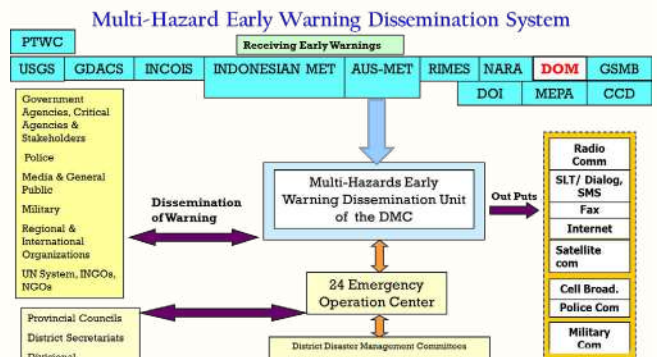 Multi-Hazard Early Warning Dissemination System
PTWC
Receiving Early Warnings
USGS
GDACS
INCOIS
INDONESIAN MET
AUS-MET
RIMES
NARA
DOM
GSMB
DOI
MEPA
CCD
Government
Agencies, Critical
Agencies &
Stakeholders
Police
Media & General
Public
Military
Regional &
International
Organizations
UN System, INGOs,
NGOs
Dissemination
of Warning
Multi-Hazards Early
Warning Dissemination Unit
of the DMC
Out Puts
Radio
Comm
SLT/ Dialog,
SMS
Fax
Internet
Satellite
com
Cell Broad.
Police Com
Military
Com
24 Emergency
Operation Center
Provincial Councils
District Secretariats
Divisional
District Disaster Management Committees